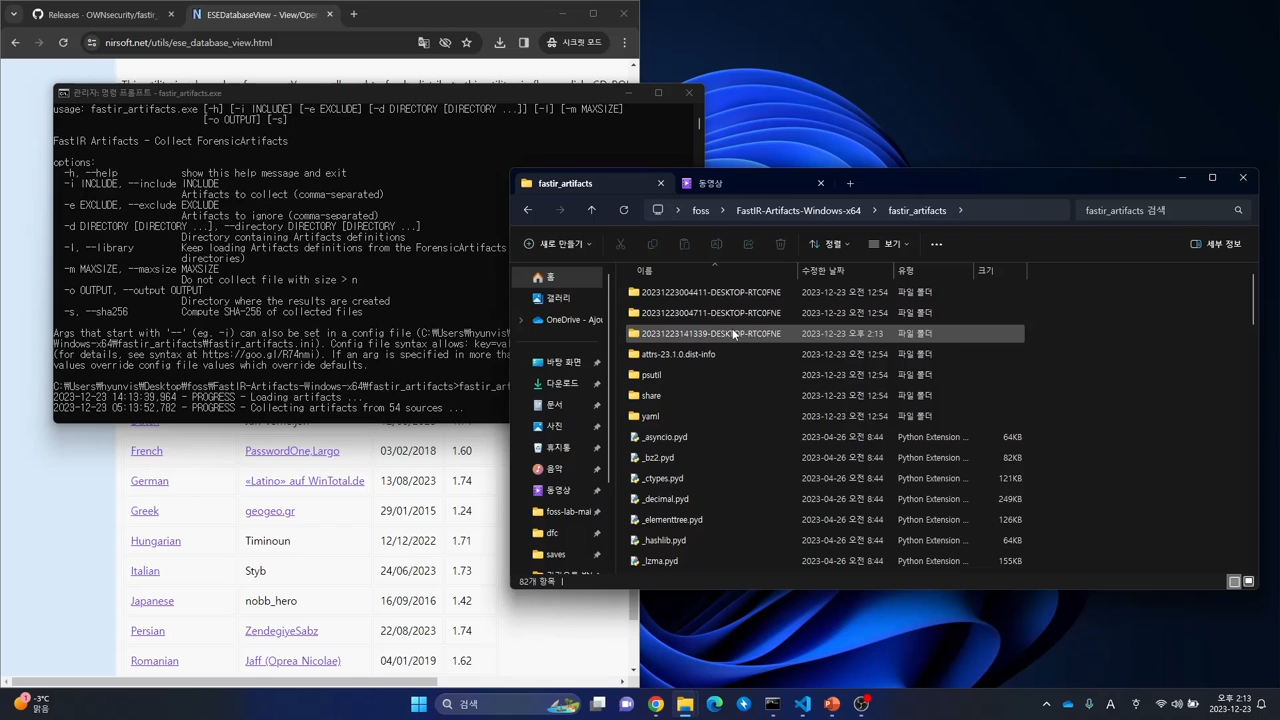 Releases · OWNsecurity/fastir_
ESEDatabaseView - View/Open
nirsoft.net/utils/ese_database_view.html
시크릿 모드
관리자: 명령 프롬프트 - fastir_artifacts.exe
usage: fastir_artifacts.exe [-h] [-i INCLUDE] [-e EXCLUDE] [-d DIRECTORY [DIRECTORY ...]] [-l] [-m MAXSIZE]
[-o OUTPUT] [-s]
FastIR Artifacts - Collect ForensicArtifacts
options:
-h, --help show this help message and exit
-i INCLUDE, --include INCLUDE
Artifacts to collect (comma-separated)
-e EXCLUDE, --exclude EXCLUDE
Artifacts to ignore (comma-separated)
-d DIRECTORY [DIRECTORY ...], --directory DIRECTORY [DIRECTORY ...]
Directory containing Artifacts definitions
-l, --library Keep loading Artifacts definitions from the ForensicArtifacts
directories)
-m MAXSIZE, --maxsize MAXSIZE
Do not collect file with size > n
-o OUTPUT, --output OUTPUT
Directory where the results are created
-s, --sha256 Compute SHA-256 of collected files
Args that start with '--' (eg. -i) can also be set in a config file (C:₩Users₩hyunvis₩
Windows-x64₩fastir_artifacts₩fastir_artifacts.ini). Config file syntax allows: key=val
(for details, see syntax at https://goo.gl/R74nmi). If an arg is specified in more than
values override config file values which override defaults.
C:₩Users₩hyunvis₩Desktop₩foss₩FastIR-Artifacts-Windows-x64₩fastir_artifacts>fastir_art
2023-12-23 14:13:39,964 - PROGRESS - Loading artifacts ...
2023-12-23 05:13:52,782 - PROGRESS - Collecting artifacts from 54 sources ...
French PasswordOne,Largo 03/02/2018 1.60
German «Latino» auf WinTotal.de 13/08/2023 1.74
Greek geogeo.gr 29/01/2015 1.24
Hungarian Timinoun 12/12/2022 1.71
Italian Styb 24/06/2023 1.73
Japanese nobb_hero 16/09/2016 1.42
Persian ZendegiyeSabz 22/08/2023 1.74
Romanian Jaff (Oprea Nicolae) 04/01/2019 1.62
fastir_artifacts
동영상
foss
FastIR-Artifacts-Windows-x64
fastir_artifacts
fastir_artifacts 검색
새로 만들기
정렬
보기
세부 정보
홈
갤러리
OneDrive - Ajou
바탕 화면
다운로드
문서
사진
휴지통
음악
동영상
foss-lab-mai
dfc
saves
이름 수정한 날짜 유형 크기
20231223004411-DESKTOP-RTC0FNE 2023-12-23 오전 12:54 파일 폴더
20231223004711-DESKTOP-RTC0FNE 2023-12-23 오전 12:54 파일 폴더
20231223141339-DESKTOP-RTC0FNE 2023-12-23 오후 2:13 파일 폴더
attrs-23.1.0.dist-info 2023-12-23 오전 12:54 파일 폴더
psutil 2023-12-23 오전 12:54 파일 폴더
share 2023-12-23 오전 12:54 파일 폴더
yaml 2023-12-23 오전 12:54 파일 폴더
_asyncio.pyd 2023-04-26 오전 8:44 Python Extension ... 64KB
_bz2.pyd 2023-04-26 오전 8:44 Python Extension ... 82KB
_ctypes.pyd 2023-04-26 오전 8:44 Python Extension ... 121KB
_decimal.pyd 2023-04-26 오전 8:44 Python Extension ... 249KB
_elementtree.pyd 2023-04-26 오전 8:44 Python Extension ... 126KB
_hashlib.pyd 2023-04-26 오전 8:44 Python Extension ... 64KB
_lzma.pyd 2023-04-26 오전 8:44 Python Extension ... 155KB
82개 항목
-3°C
맑음
검색
A
오후 2:13
2023-12-23